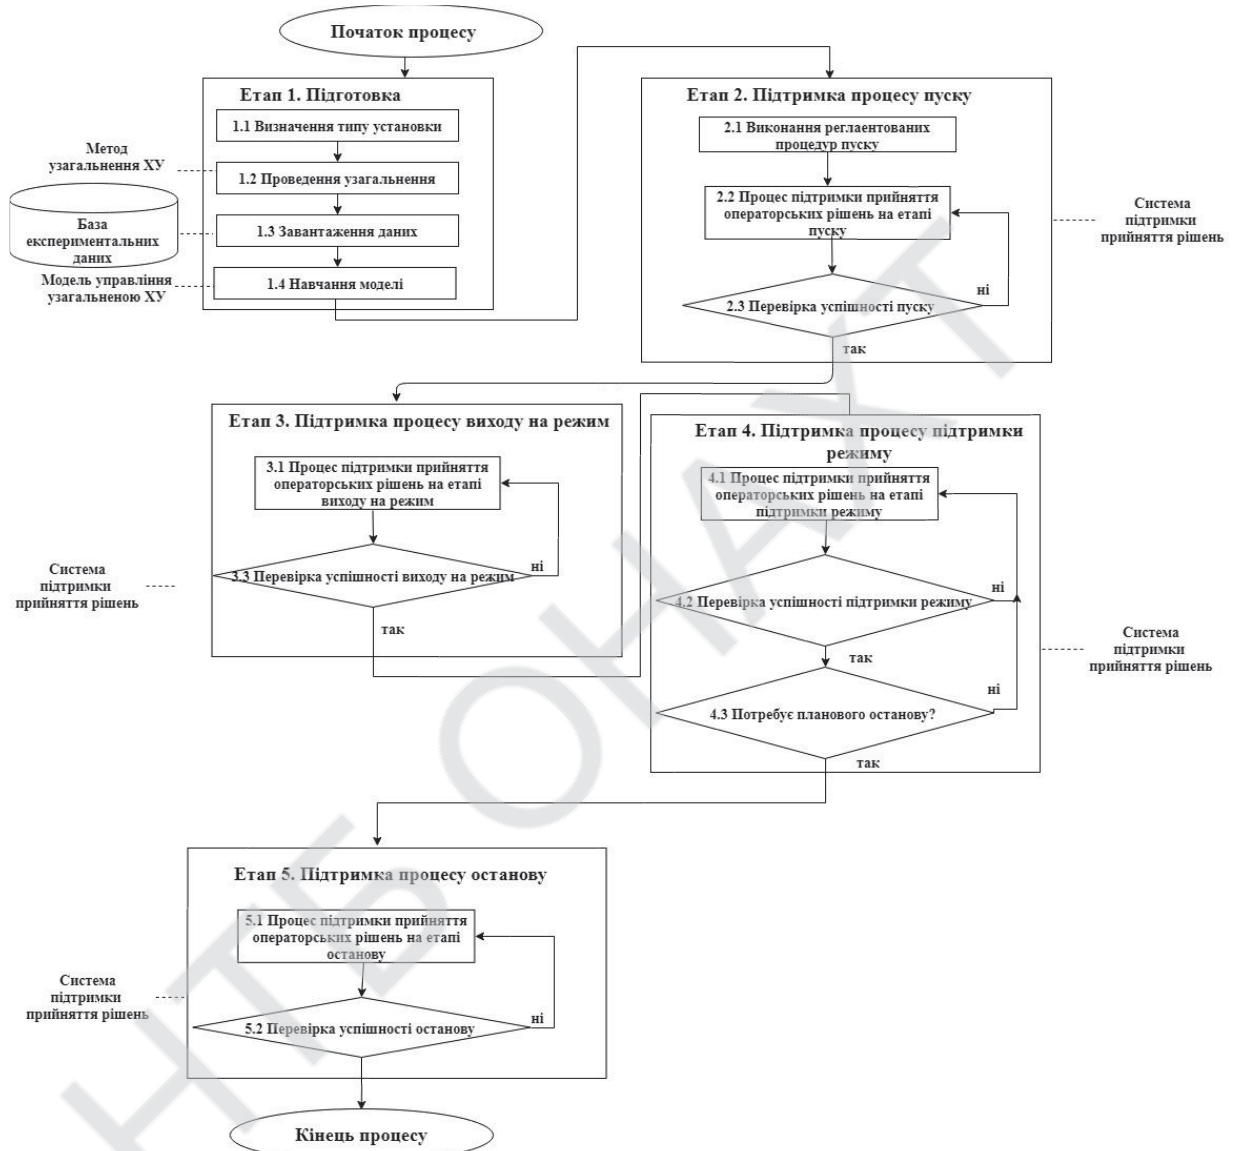 Початок процесу
Етап 1. Підготовка
1.1 Визначення типу установки
1.2 Проведення узагальнення
1.3 Завантаження даних
1.4 Навчання моделі
Метод
узагальнення ХУ
База
експериментальних
даних
Модель управління
узагальненою ХУ
Етап 2. Підтримка процесу пуску
2.1 Виконання реглаентованих
процедур пуску
2.2 Процес підтримки прийняття
операторських рішень на етапі
пуску
ні
2.3 Перевірка успішності пуску
так
Система
підтримки
прийняття рішень
Етап 3. Підтримка процесу виходу на режим
3.1 Процес підтримки прийняття
операторських рішень на етапі
виходу на режим
ні
3.3 Перевірка успішності виходу на режим
так
Система
підтримки
прийняття рішень
Етап 4. Підтримка процесу підтримки
режиму
4.1 Процес підтримки прийняття
операторських рішень на етапі
підтримки режиму
ні
4.2 Перевірка успішності підтримки режиму
так
ні
4.3 Потребує планового останову?
так
Система
підтримки
прийняття рішень
Етап 5. Підтримка процесу останову
5.1 Процес підтримки прийняття
операторських рішень на етапі
останову
ні
5.2 Перевірка успішності останову
Система
підтримки
прийняття рішень
Кінець процесу
НТБ ОНАХТ